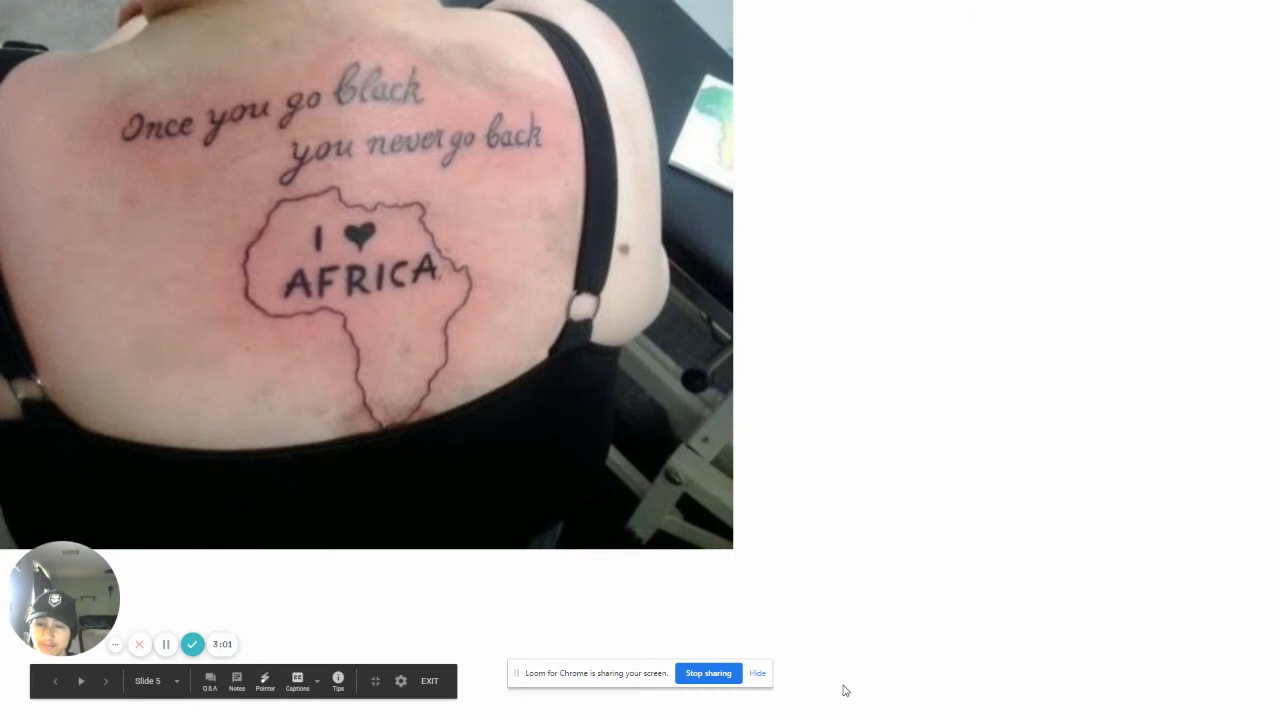 Once you go black
you never go back
I ♥
AFRICA
3:01
Slide 5
Q&A
Notes
Pointer
Captions
Tips
EXIT
Loom for Chrome is sharing your screen.
Stop sharing
Hide